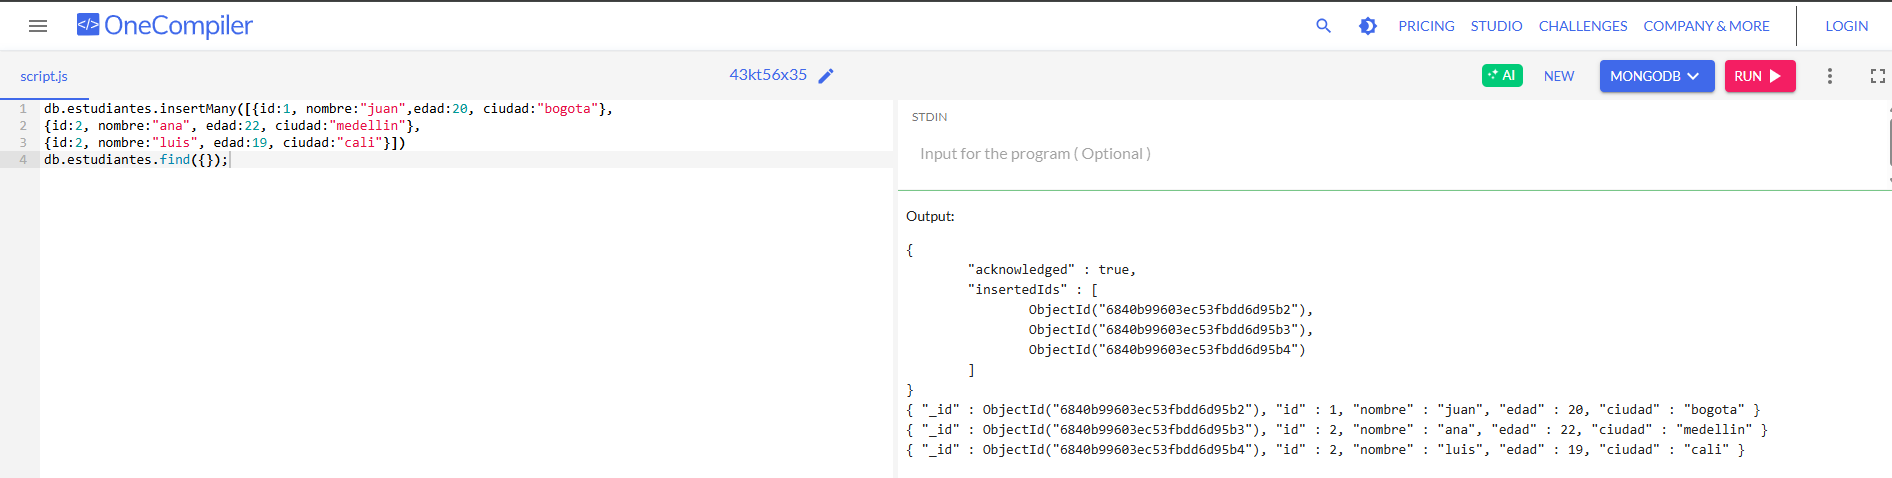 </> OneCompiler
PRICING STUDIO CHALLENGES COMPANY & MORE LOGIN
script.js
43kt56x35
AI NEW MONGODB RUN
1 db.estudiantes.insertMany([{id:1, nombre:"juan",edad:20, ciudad:"bogota"},
2 {id:2, nombre:"ana", edad:22, ciudad:"medellin"},
3 {id:2, nombre:"luis", edad:19, ciudad:"cali"}])
4 db.estudiantes.find({});
STDIN
Input for the program ( Optional )
Output:
{
"acknowledged" : true,
"insertedIds" : [
ObjectId("6840b99603ec53fbdd6d95b2"),
ObjectId("6840b99603ec53fbdd6d95b3"),
ObjectId("6840b99603ec53fbdd6d95b4")
]
}
{ "_id" : ObjectId("6840b99603ec53fbdd6d95b2"), "id" : 1, "nombre" : "juan", "edad" : 20, "ciudad" : "bogota" }
{ "_id" : ObjectId("6840b99603ec53fbdd6d95b3"), "id" : 2, "nombre" : "ana", "edad" : 22, "ciudad" : "medellin" }
{ "_id" : ObjectId("6840b99603ec53fbdd6d95b4"), "id" : 2, "nombre" : "luis", "edad" : 19, "ciudad" : "cali" }